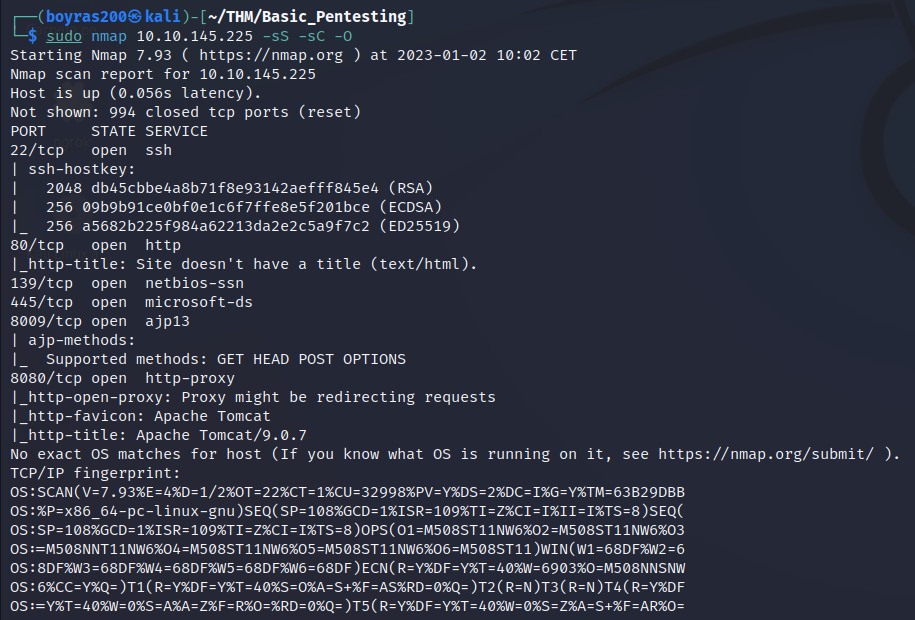 ┌──(boyras200㉿kali)-[~/THM/Basic_Pentesting]
└─$ sudo nmap 10.10.145.225 -sS -sC -O
Starting Nmap 7.93 ( https://nmap.org ) at 2023-01-02 10:02 CET
Nmap scan report for 10.10.145.225
Host is up (0.056s latency).
Not shown: 994 closed tcp ports (reset)
PORT     STATE SERVICE
22/tcp   open  ssh
| ssh-hostkey:
|   2048 db45cbbe4a8b71f8e93142aefff845e4 (RSA)
|   256 09b9b91ce0bf0e1c6f7ffe8e5f201bce (ECDSA)
|_  256 a5682b225f984a62213da2e2c5a9f7c2 (ED25519)
80/tcp   open  http
|_http-title: Site doesn't have a title (text/html).
139/tcp  open  netbios-ssn
445/tcp  open  microsoft-ds
8009/tcp open  ajp13
| ajp-methods:
|_  Supported methods: GET HEAD POST OPTIONS
8080/tcp open  http-proxy
|_http-open-proxy: Proxy might be redirecting requests
|_http-favicon: Apache Tomcat
|_http-title: Apache Tomcat/9.0.7
No exact OS matches for host (If you know what OS is running on it, see https://nmap.org/submit/ ).
TCP/IP fingerprint:
OS:SCAN(V=7.93%E=4%D=1/2%OT=22%CT=1%CU=32998%PV=Y%DS=2%DC=I%G=Y%TM=63B29DBB
OS:%P=x86_64-pc-linux-gnu)SEQ(SP=108%GCD=1%ISR=109%TI=Z%CI=I%II=I%TS=8)SEQ(
OS:SP=108%GCD=1%ISR=109%TI=Z%CI=I%TS=8)OPS(O1=M508ST11NW6%O2=M508ST11NW6%O3
OS:=M508NNT11NW6%O4=M508ST11NW6%O5=M508ST11NW6%O6=M508ST11)WIN(W1=68DF%W2=6
OS:8DF%W3=68DF%W4=68DF%W5=68DF%W6=68DF)ECN(R=Y%DF=Y%T=40%W=6903%O=M508NNSNW
OS:6%CC=Y%Q=)T1(R=Y%DF=Y%T=40%S=O%A=S+%F=AS%RD=0%Q=)T2(R=N)T3(R=N)T4(R=Y%DF
OS:=Y%T=40%W=0%S=A%A=Z%F=R%O=%RD=0%Q=)T5(R=Y%DF=Y%T=40%W=0%S=Z%A=S+%F=AR%O=